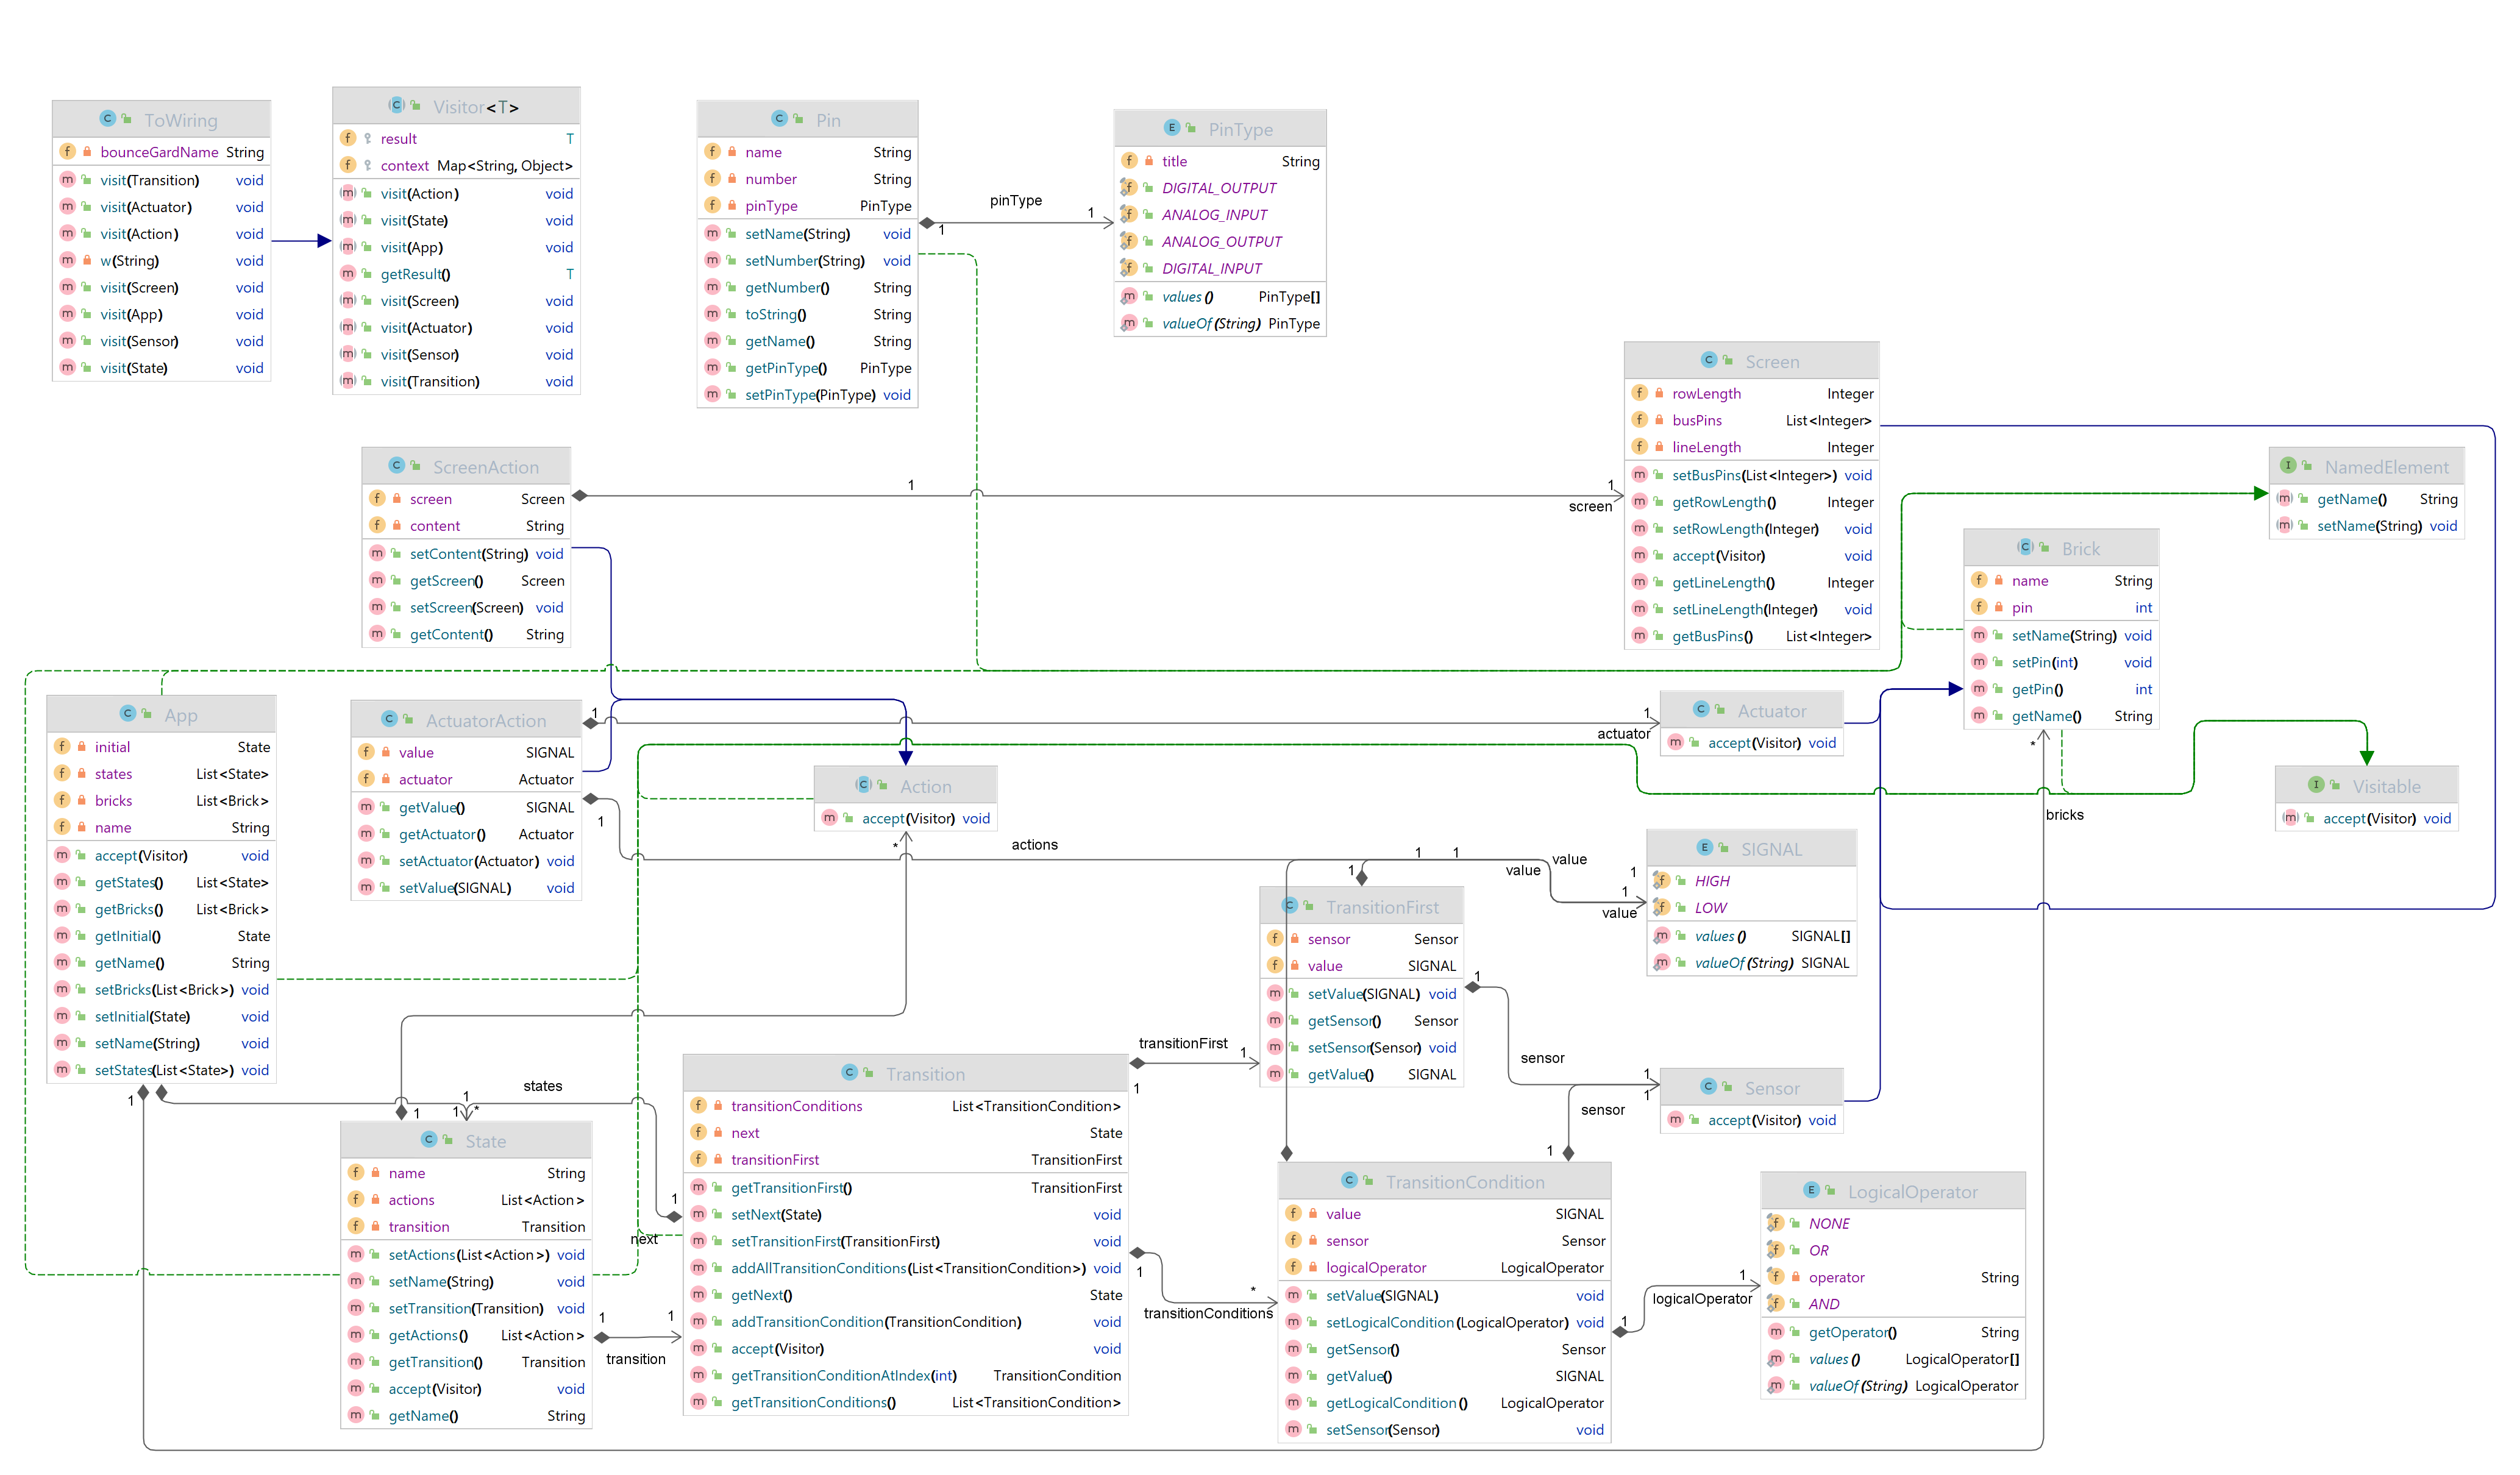 ToWiring
bounceGardName String
visit(Transition) void
visit(Actuator) void
visit(Action) void
w(String) void
visit(Screen) void
visit(App) void
visit(Sensor) void
visit(State) void
Visitor<T>
result T
context Map<String, Object>
visit(Action) void
visit(State) void
visit(App) void
getResult() T
visit(Screen) void
visit(Actuator) void
visit(Sensor) void
visit(Transition) void
Pin
name String
number String
pinType PinType
setName(String) void
setNumber(String) void
getNumber() String
toString() String
getName() String
getPinType() PinType
setPinType(PinType) void
pinType
1
1
PinType
title String
DIGITAL_OUTPUT
ANALOG_INPUT
ANALOG_OUTPUT
DIGITAL_INPUT
values() PinType[]
valueOf(String) PinType
Screen
rowLength Integer
busPins List<Integer>
lineLength Integer
setBusPins(List<Integer>) void
getRowLength() Integer
setRowLength(Integer) void
accept(Visitor) void
getLineLength() Integer
setLineLength(Integer) void
getBusPins() List<Integer>
ScreenAction
screen Screen
content String
setContent(String) void
getScreen() Screen
setScreen(Screen) void
getContent() String
1
1
screen
NamedElement
getName() String
setName(String) void
Brick
name String
pin int
setName(String) void
setPin(int) void
getPin() int
getName() String
*
bricks
App
initial State
states List<State>
bricks List<Brick>
name String
accept(Visitor) void
getStates() List<State>
getBricks() List<Brick>
getInitial() State
getName() String
setBricks(List<Brick>) void
setInitial(State) void
setName(String) void
setStates(List<State>) void
1
ActuatorAction
value SIGNAL
actuator Actuator
getValue() SIGNAL
getActuator() Actuator
setActuator(Actuator) void
setValue(SIGNAL) void
1
1
1
actuator
Actuator
accept(Visitor) void
Action
accept(Visitor) void
*
actions
Visitable
accept(Visitor) void
1
1
1
value
value
1
1
value
SIGNAL
HIGH
LOW
values() SIGNAL[]
valueOf(String) SIGNAL
TransitionFirst
sensor Sensor
value SIGNAL
setValue(SIGNAL) void
getSensor() Sensor
setSensor(Sensor) void
getValue() SIGNAL
1
sensor
1
1
sensor
1
Sensor
accept(Visitor) void
states
1
1
*
1
State
name String
actions List<Action>
transition Transition
setActions(List<Action>) void
setName(String) void
setTransition(Transition) void
getActions() List<Action>
getTransition() Transition
accept(Visitor) void
getName() String
1
1
transition
1
next
Transition
transitionConditions List<TransitionCondition>
next State
transitionFirst TransitionFirst
getTransitionFirst() TransitionFirst
setNext(State) void
setTransitionFirst(TransitionFirst) void
addAllTransitionConditions(List<TransitionCondition>) void
getNext() State
addTransitionCondition(TransitionCondition) void
accept(Visitor) void
getTransitionConditionAtIndex(int) TransitionCondition
getTransitionConditions() List<TransitionCondition>
transitionFirst
1
1
1
*
transitionConditions
TransitionCondition
value SIGNAL
sensor Sensor
logicalOperator LogicalOperator
setValue(SIGNAL) void
setLogicalCondition(LogicalOperator) void
getSensor() Sensor
getValue() SIGNAL
getLogicalCondition() LogicalOperator
setSensor(Sensor) void
1
1
logicalOperator
LogicalOperator
NONE
OR
operator String
AND
getOperator() String
values() LogicalOperator[]
valueOf(String) LogicalOperator